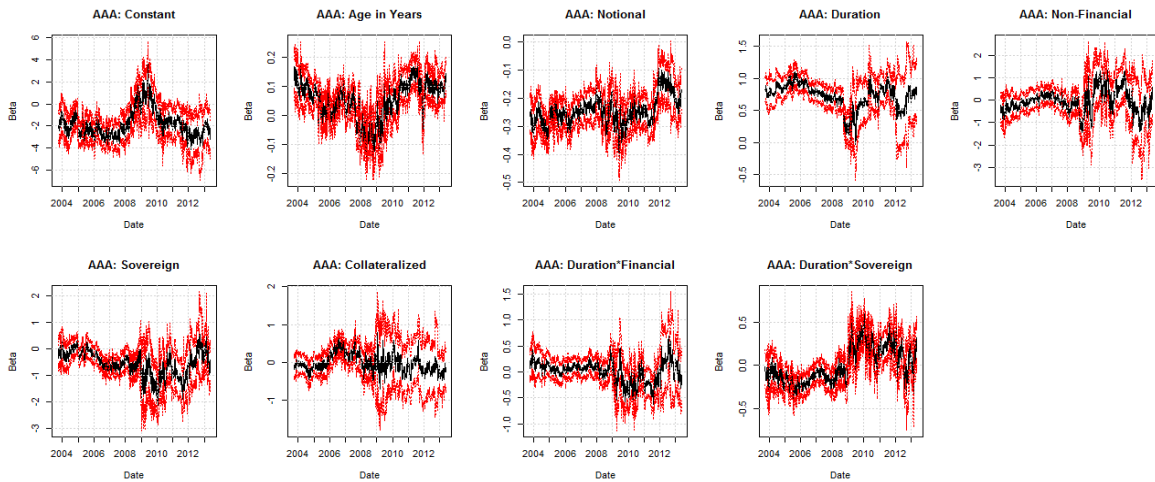 AAA: Constant
6
4
2
0
-2
-4
-6
Beta
2004 2006 2008 2010 2012
Date
AAA: Age in Years
0.2
0.1
0.0
-0.1
-0.2
Beta
2004 2006 2008 2010 2012
Date
AAA: Notional
0.0
-0.1
-0.2
-0.3
-0.4
-0.5
Beta
2004 2006 2008 2010 2012
Date
AAA: Duration
1.5
1.0
0.5
0.0
-0.5
Beta
2004 2006 2008 2010 2012
Date
AAA: Non-Financial
2
1
0
-1
-2
-3
Beta
2004 2006 2008 2010 2012
Date
AAA: Sovereign
2
1
0
-1
-2
-3
Beta
2004 2006 2008 2010 2012
Date
AAA: Collateralized
2
1
0
-1
Beta
2004 2006 2008 2010 2012
Date
AAA: Duration*Financial
1.5
1.0
0.5
0.0
-0.5
-1.0
Beta
2004 2006 2008 2010 2012
Date
AAA: Duration*Sovereign
0.5
0.0
-0.5
Beta
2004 2006 2008 2010 2012
Date